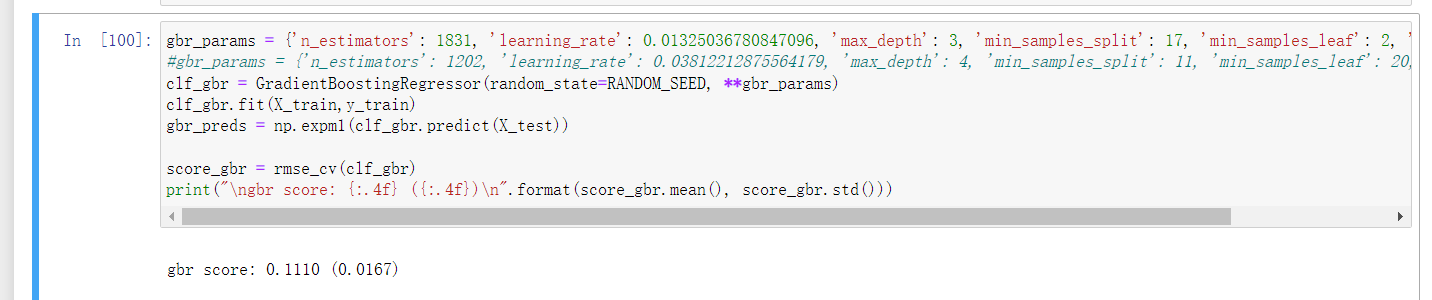 In [100]: gbr_params = {'n_estimators': 1831, 'learning_rate': 0.01325036780847096, 'max_depth': 3, 'min_samples_split': 17, 'min_samples_leaf': 2, '
#gbr_params = {'n_estimators': 1202, 'learning_rate': 0.03812212875564179, 'max_depth': 4, 'min_samples_split': 11, 'min_samples_leaf': 20,
clf_gbr = GradientBoostingRegressor(random_state=RANDOM_SEED, **gbr_params)
clf_gbr.fit(X_train,y_train)
gbr_preds = np.expm1(clf_gbr.predict(X_test))
score_gbr = rmse_cv(clf_gbr)
print("\ngbr score: {:.4f} ({:.4f})\n".format(score_gbr.mean(), score_gbr.std()))
gbr score: 0.1110 (0.0167)